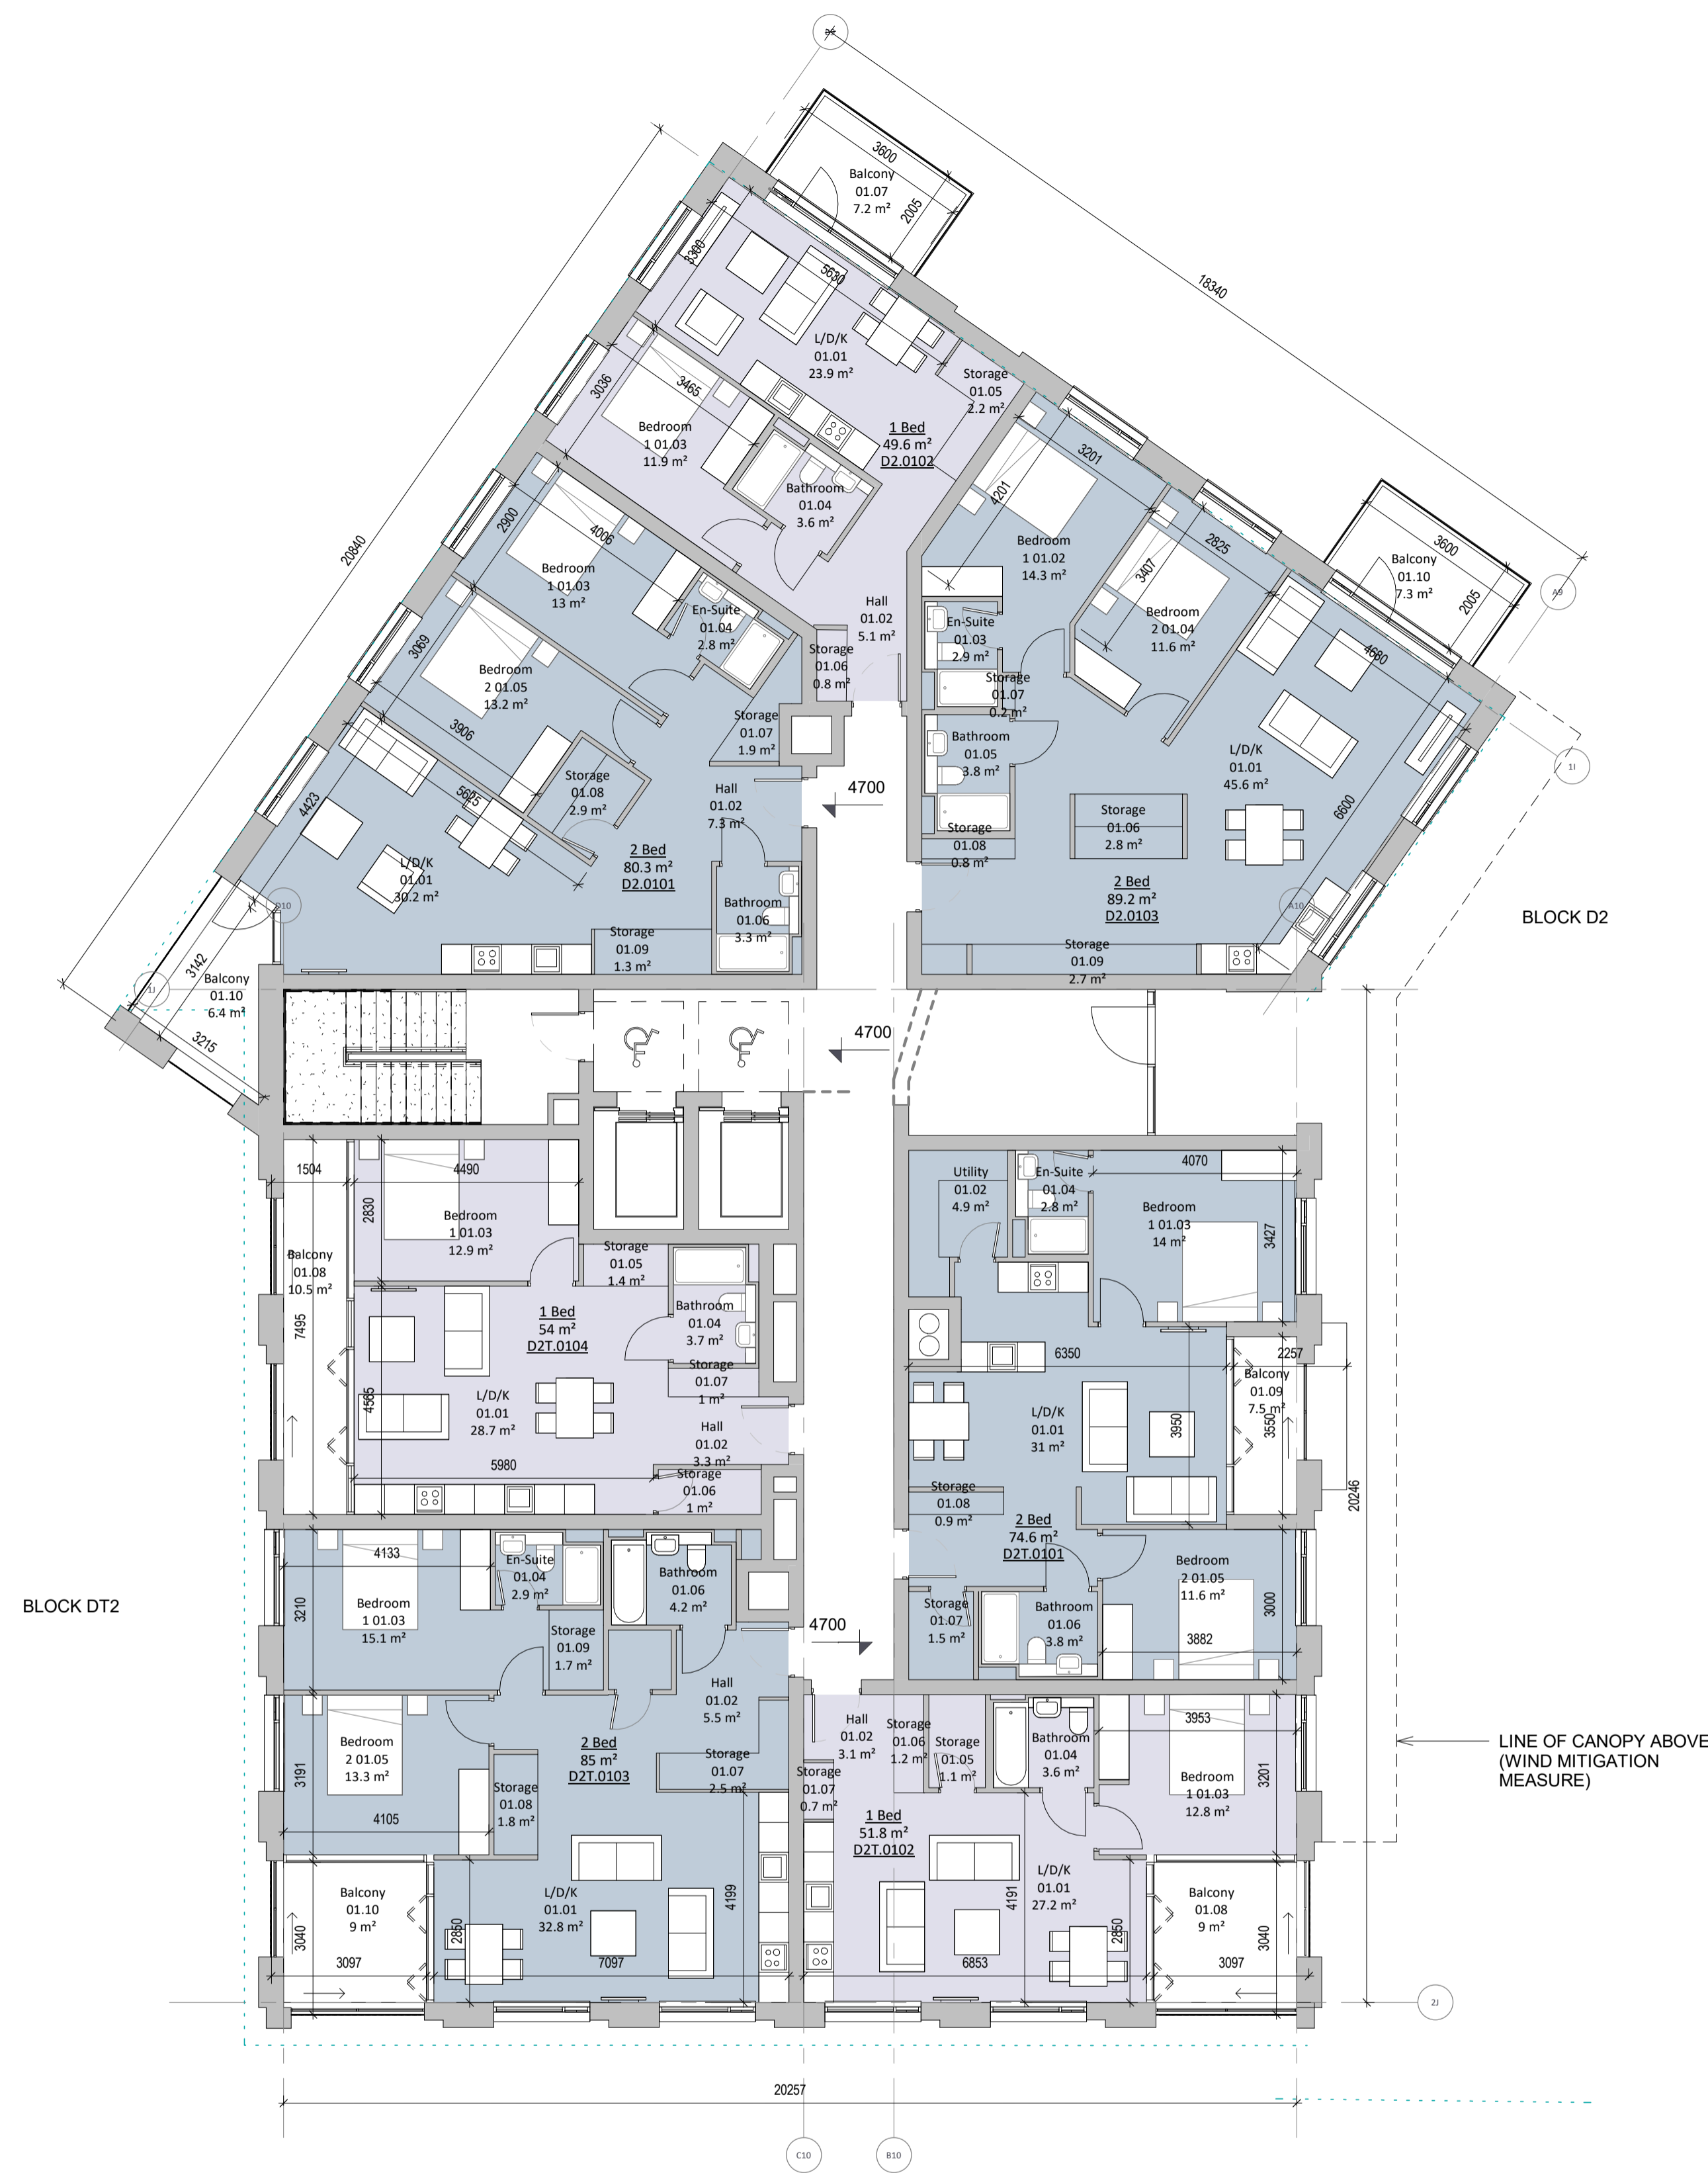 Balcony
01.07
7.2 m²
3600
2005
18340
3300
5630
L/D/K
01.01
23.9 m²
Storage
01.05
2.2 m²
3036
3465
Bedroom
1 01.03
11.9 m²
1 Bed
49.6 m²
D2.0102
Bathroom
01.04
3.6 m²
Hall
01.02
5.1 m²
Storage
01.06
0.8 m²
20840
2900
4006
Bedroom
1 01.03
13 m²
En-Suite
01.04
2.8 m²
3069
Bedroom
2 01.05
13.2 m²
3906
Storage
01.07
1.9 m²
Storage
01.08
2.9 m²
Hall
01.02
7.3 m²
4423
5625
L/D/K
01.01
30.2 m²
2 Bed
80.3 m²
D2.0101
Bathroom
01.06
3.3 m²
Storage
01.09
1.3 m²
D10
1J
3142
Balcony
01.10
6.4 m²
3215
3201
4201
Bedroom
1 01.02
14.3 m²
2825
3407
Bedroom
2 01.04
11.6 m²
En-Suite
01.03
2.9 m²
Storage
01.07
0.2 m²
Bathroom
01.05
3.8 m²
Storage
01.08
0.8 m²
Storage
01.06
2.8 m²
L/D/K
01.01
45.6 m²
4680
6600
2 Bed
89.2 m²
D2.0103
Storage
01.09
2.7 m²
Balcony
01.10
7.3 m²
3600
2005
A9
1I
A10
BLOCK D2
4700
4700
1504
4490
2830
Bedroom
1 01.03
12.9 m²
Balcony
01.08
10.5 m²
7495
Storage
01.05
1.4 m²
1 Bed
54 m²
D2T.0104
Bathroom
01.04
3.7 m²
Storage
01.07
1 m²
4565
L/D/K
01.01
28.7 m²
Hall
01.02
3.3 m²
5980
Storage
01.06
1 m²
Utility
01.02
4.9 m²
En-Suite
01.04
2.8 m²
4070
Bedroom
1 01.03
14 m²
3427
6350
2257
Balcony
01.09
7.5 m²
3550
L/D/K
01.01
31 m²
3950
Storage
01.08
0.9 m²
2 Bed
74.6 m²
D2T.0101
Bedroom
2 01.05
11.6 m²
3000
3882
Storage
01.07
1.5 m²
Bathroom
01.06
3.8 m²
20246
BLOCK DT2
4133
3210
Bedroom
1 01.03
15.1 m²
En-Suite
01.04
2.9 m²
Bathroom
01.06
4.2 m²
Storage
01.09
1.7 m²
4700
Hall
01.02
5.5 m²
3191
Bedroom
2 01.05
13.3 m²
4105
2 Bed
85 m²
D2T.0103
Storage
01.07
2.5 m²
Storage
01.08
1.8 m²
Balcony
01.10
9 m²
3040
3097
2850
L/D/K
01.01
32.8 m²
4199
7097
Hall
01.02
3.1 m²
Storage
01.06
1.2 m²
Storage
01.05
1.1 m²
Storage
01.07
0.7 m²
Bathroom
01.04
3.6 m²
3953
3201
Bedroom
1 01.03
12.8 m²
1 Bed
51.8 m²
D2T.0102
L/D/K
01.01
27.2 m²
4191
2850
6853
Balcony
01.08
9 m²
3040
3097
LINE OF CANOPY ABOVE
(WIND MITIGATION
MEASURE)
2J
20257
C10
B10